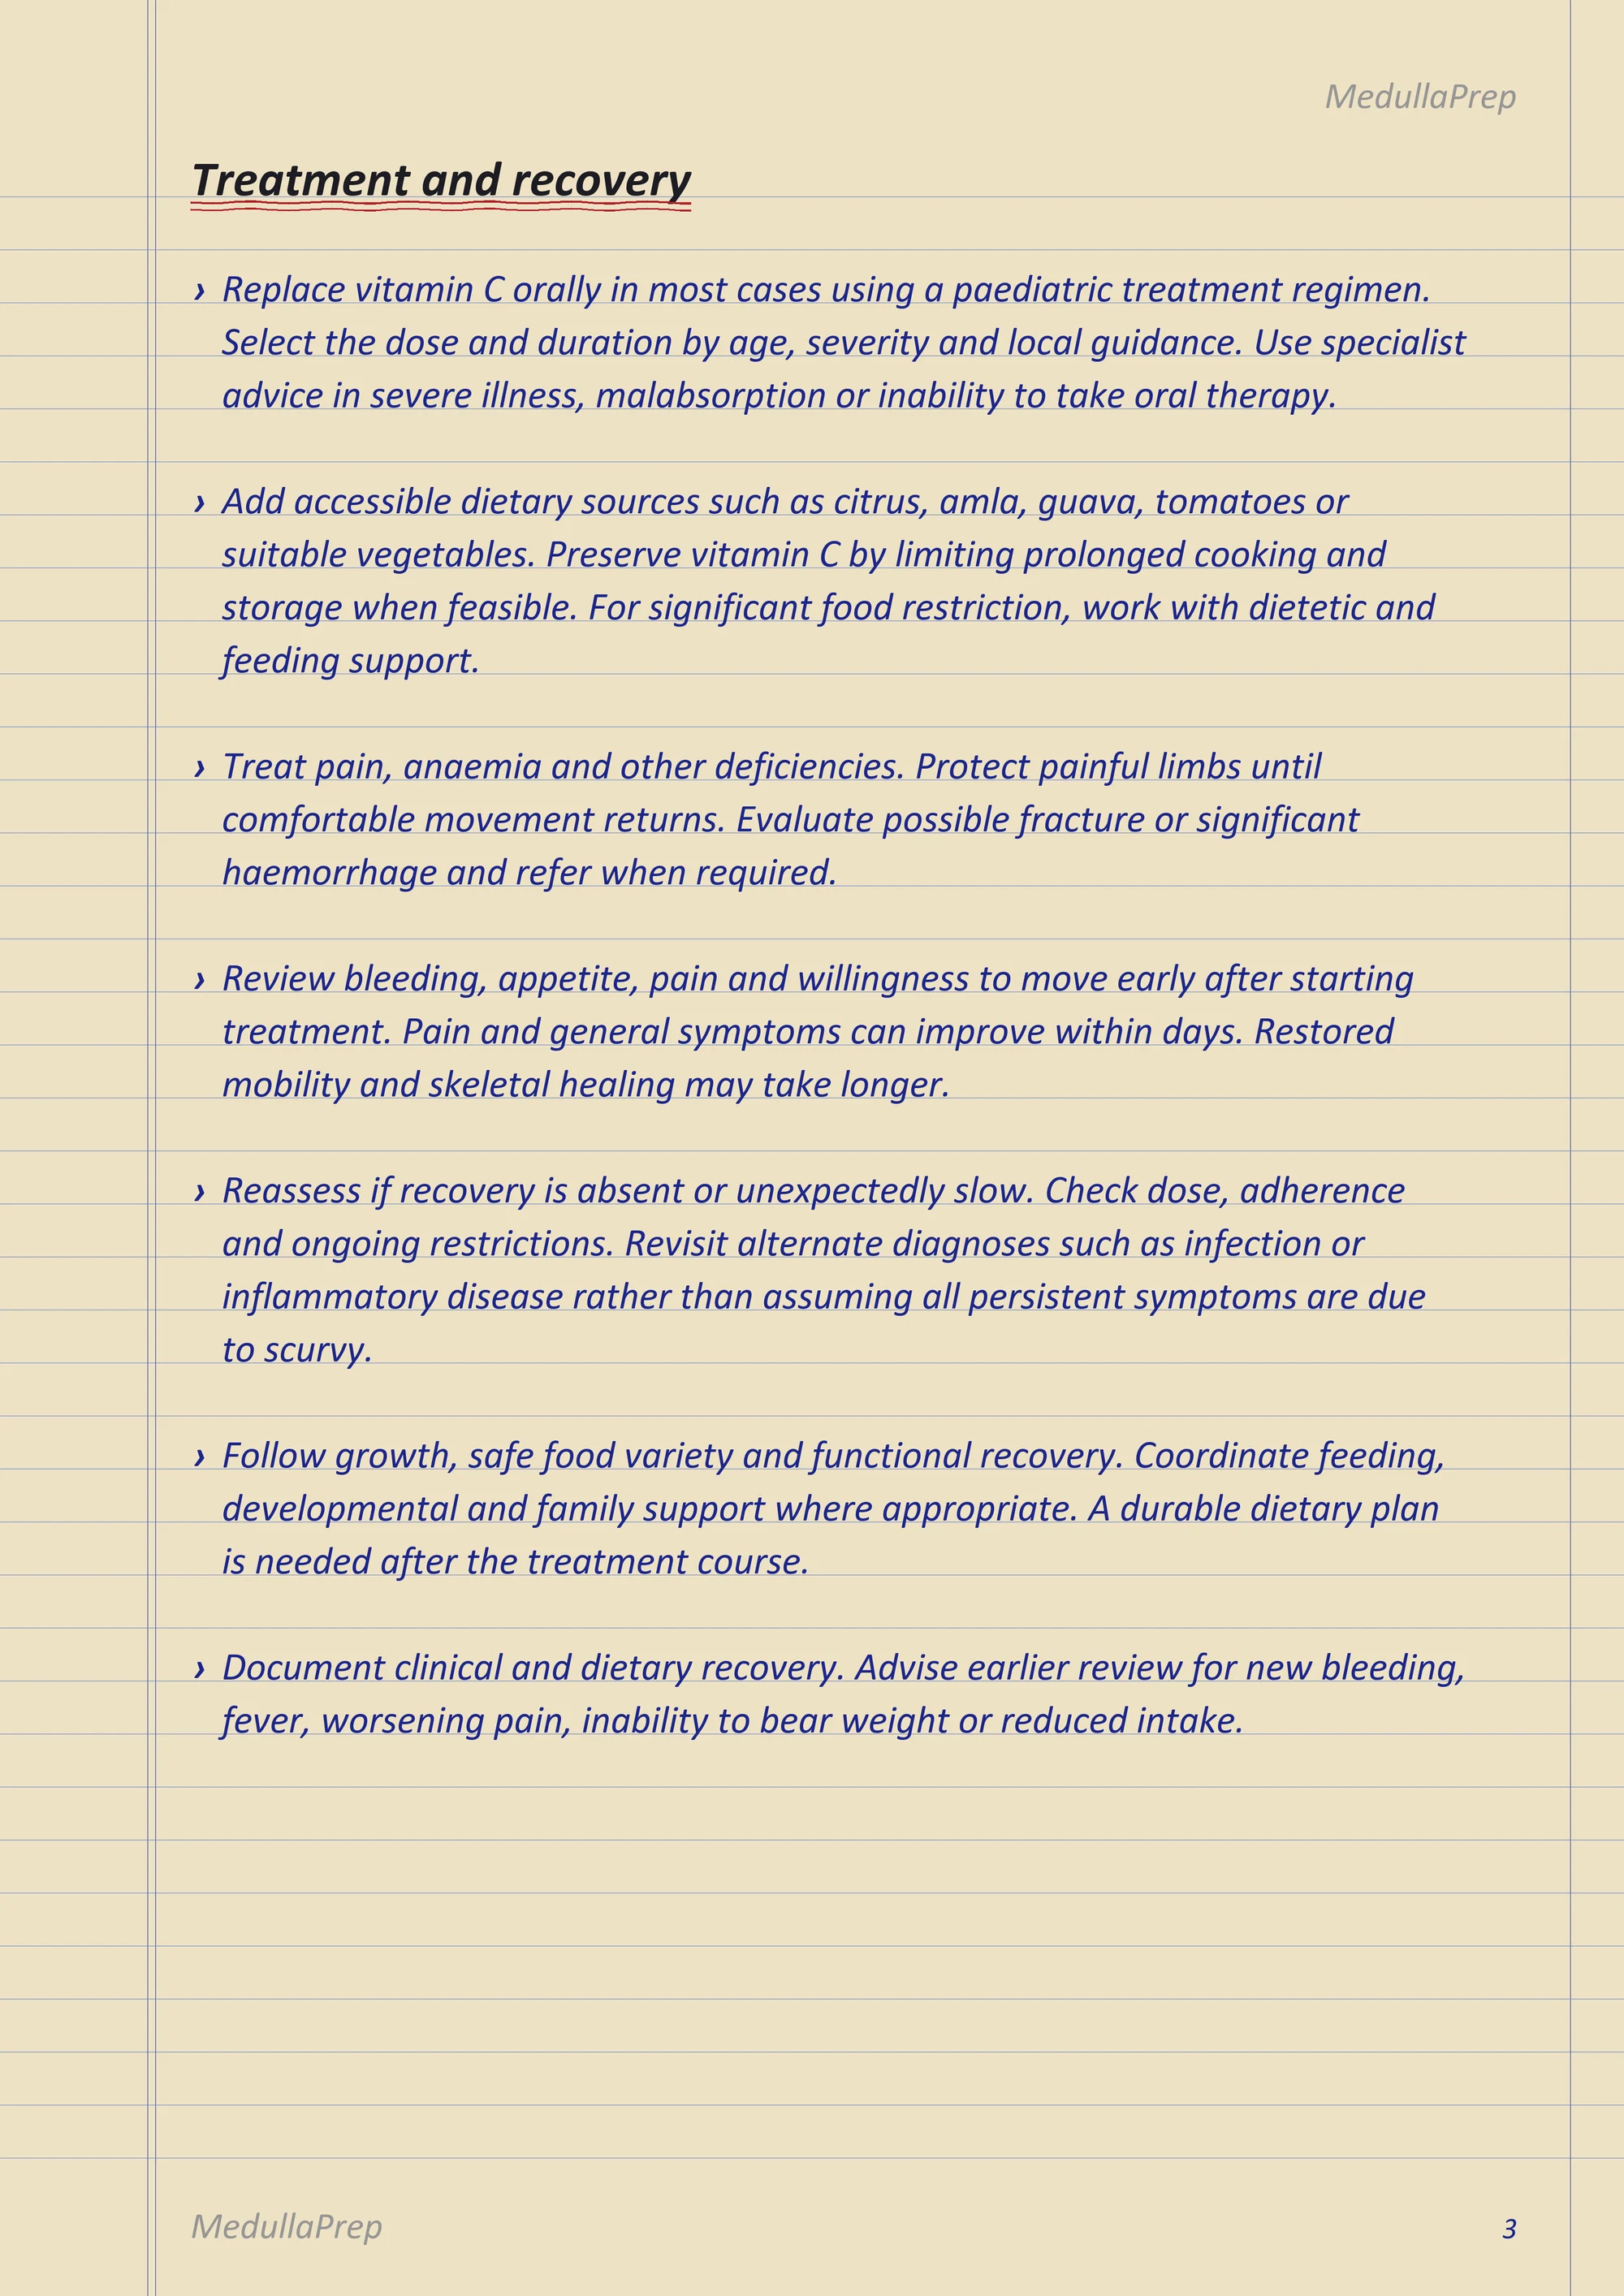 MedullaPrep
Treatment and recovery
› Replace vitamin C orally in most cases using a paediatric treatment regimen.
Select the dose and duration by age, severity and local guidance. Use specialist
advice in severe illness, malabsorption or inability to take oral therapy.
› Add accessible dietary sources such as citrus, amla, guava, tomatoes or
suitable vegetables. Preserve vitamin C by limiting prolonged cooking and
storage when feasible. For significant food restriction, work with dietetic and
feeding support.
› Treat pain, anaemia and other deficiencies. Protect painful limbs until
comfortable movement returns. Evaluate possible fracture or significant
haemorrhage and refer when required.
› Review bleeding, appetite, pain and willingness to move early after starting
treatment. Pain and general symptoms can improve within days. Restored
mobility and skeletal healing may take longer.
› Reassess if recovery is absent or unexpectedly slow. Check dose, adherence
and ongoing restrictions. Revisit alternate diagnoses such as infection or
inflammatory disease rather than assuming all persistent symptoms are due
to scurvy.
› Follow growth, safe food variety and functional recovery. Coordinate feeding,
developmental and family support where appropriate. A durable dietary plan
is needed after the treatment course.
› Document clinical and dietary recovery. Advise earlier review for new bleeding,
fever, worsening pain, inability to bear weight or reduced intake.
MedullaPrep
3